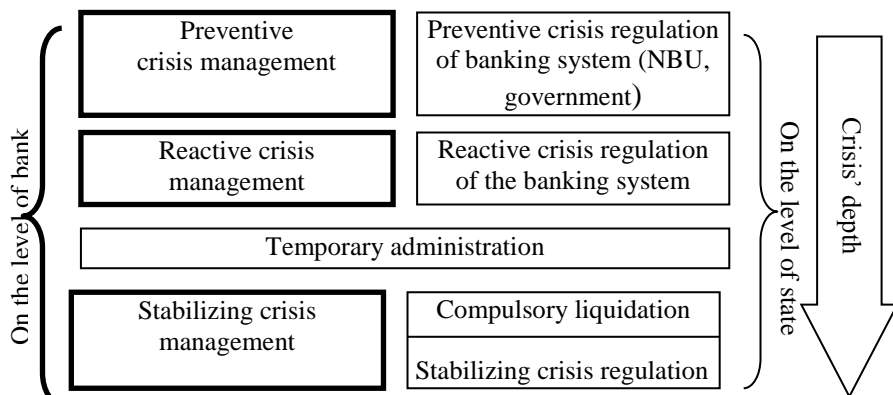 On the level of bank
Preventive
crisis management
Preventive crisis regulation
of banking system (NBU,
government)
Reactive crisis
management
Reactive crisis regulation
of the banking system
Temporary administration
Stabilizing crisis
management
Compulsory liquidation
Stabilizing crisis regulation
On the level of state
Crisis’ depth